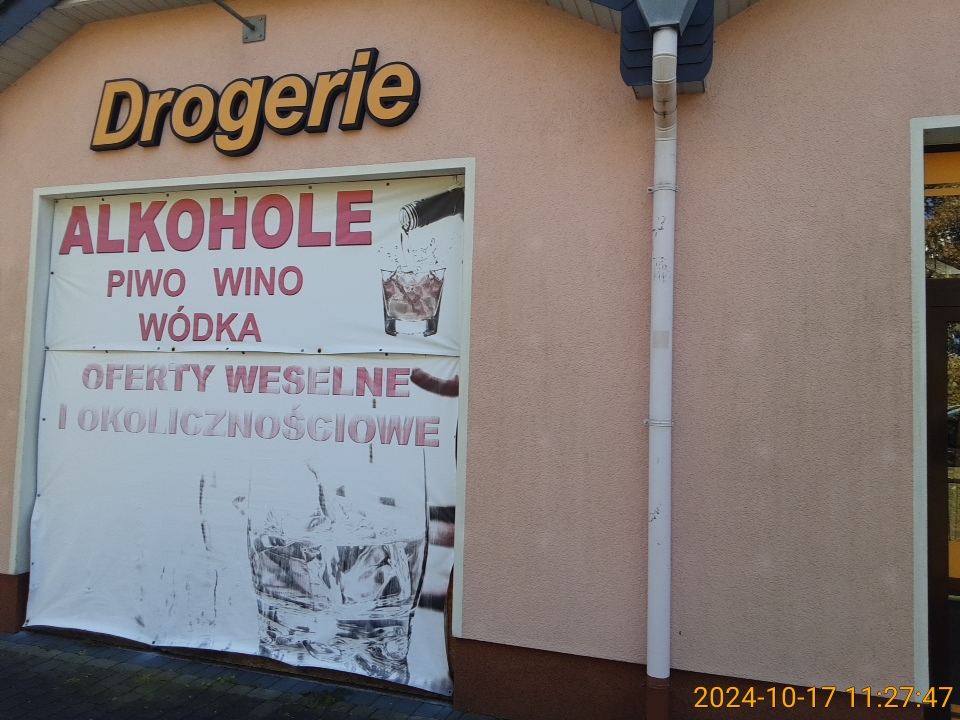 Drogerie
ALKOHOLE
PIWO WINO
WÓDKA
OFERTY WESELNE
I OKOLICZNOŚCIOWE
2024-10-17 11:27:47